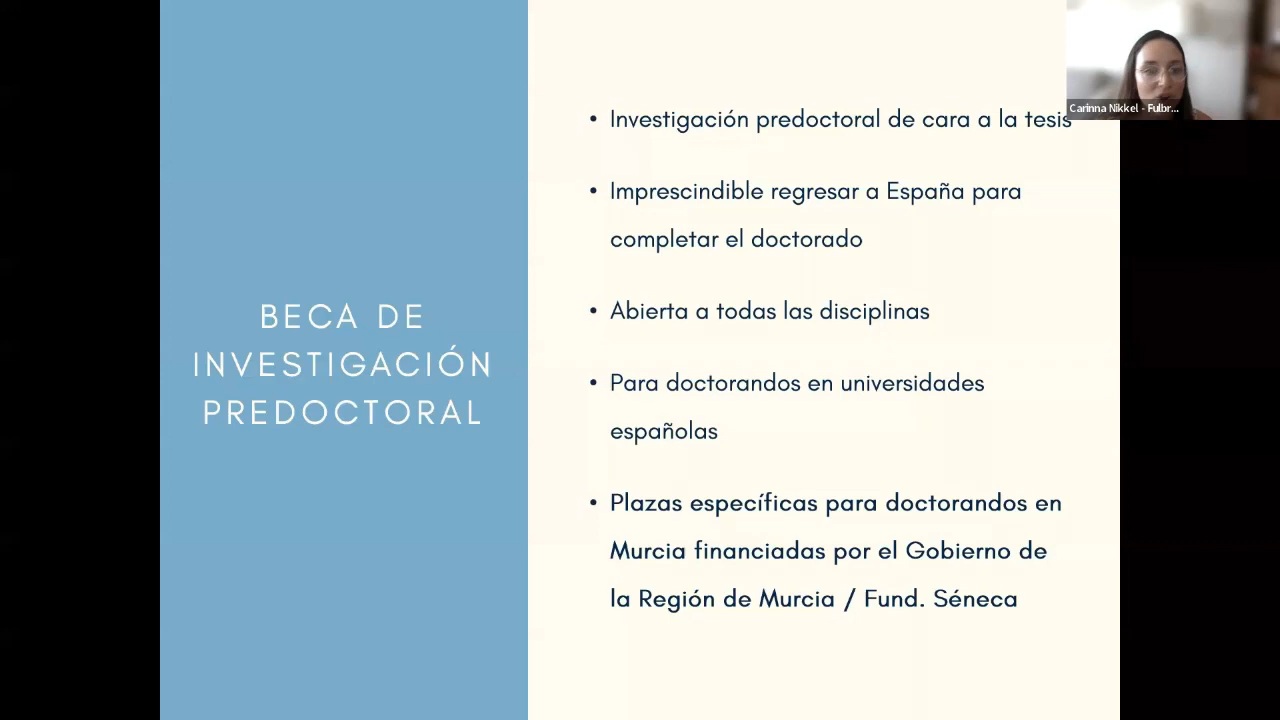 BECA DE
INVESTIGACIÓN
PREDOCTORAL
• Investigación predoctoral de cara a la tesis
• Imprescindible regresar a España para
completar el doctorado
• Abierta a todas las disciplinas
• Para doctorandos en universidades
españolas
• Plazas específicas para doctorandos en
Murcia financiadas por el Gobierno de
la Región de Murcia / Fund. Séneca
Carinna Nikkel - Fulbr...